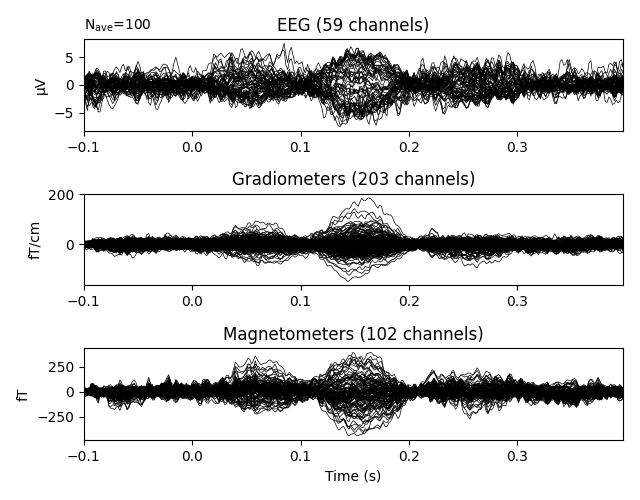 N_ave=100
EEG (59 channels)
5
0
−5
µV
−0.1 0.0 0.1 0.2 0.3
Gradiometers (203 channels)
200
0
fT/cm
−0.1 0.0 0.1 0.2 0.3
Magnetometers (102 channels)
250
0
−250
fT
−0.1 0.0 0.1 0.2 0.3
Time (s)